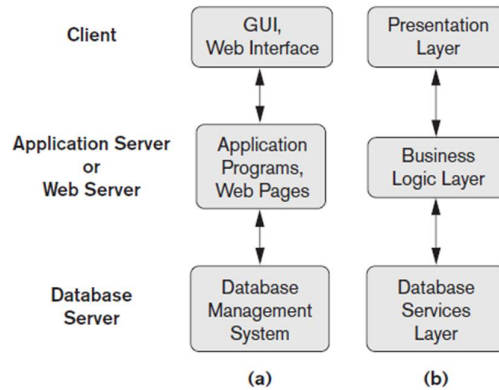 Client
GUI,
Web Interface
Presentation
Layer
Application Server
or
Web Server
Application
Programs,
Web Pages
Business
Logic Layer
Database
Server
Database
Management
System
Database
Services
Layer
(a)
(b)